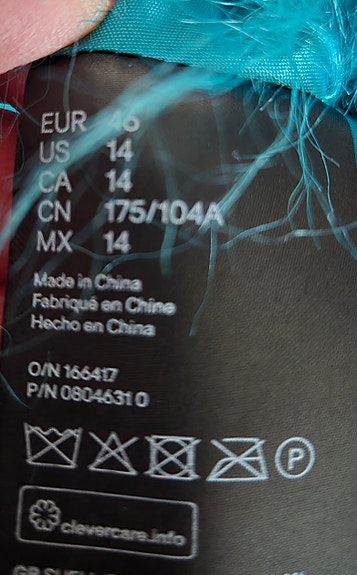 EUR 46
US 14
CA 14
CN 175/104A
MX 14
Made in China
Fabriqué en Chine
Hecho en China
O/N 166417
P/N 08046310
P
clevercare.info